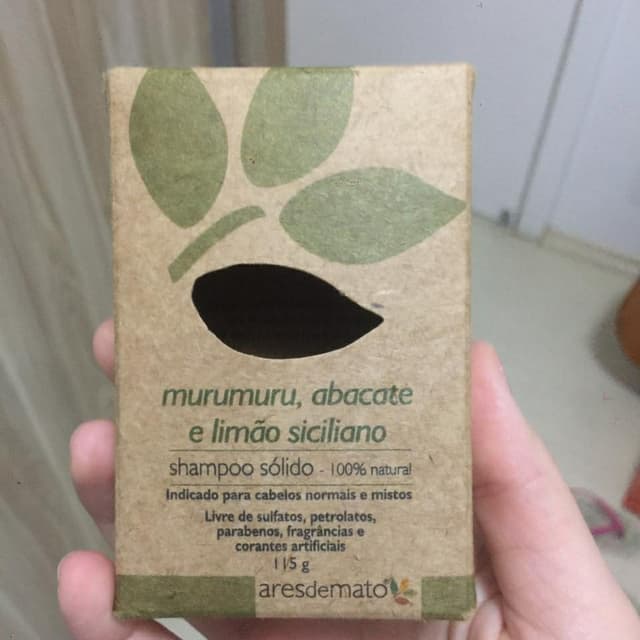 murumuru, abacate
e limão siciliano
shampoo sólido - 100% natural
Indicado para cabelos normais e mistos
Livre de sulfatos, petrolatos,
parabenos, fragrâncias e
corantes artificiais
115 g
aresdemato